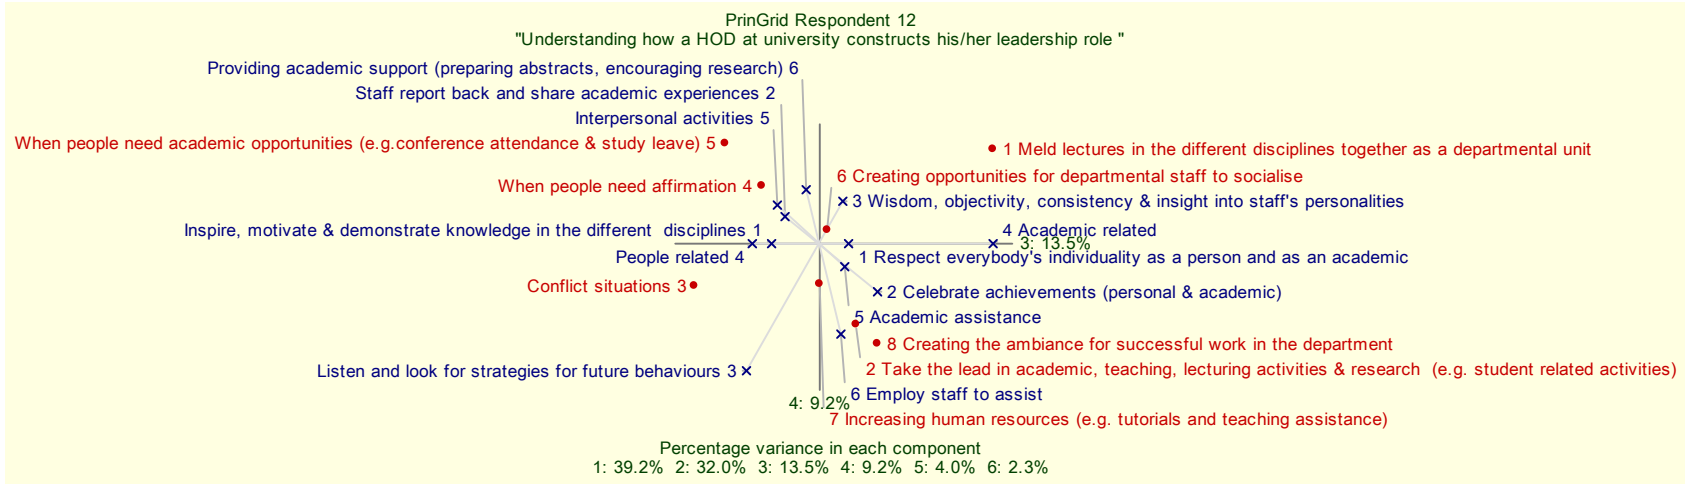 PrinGrid Respondent 12
"Understanding how a HOD at university constructs his/her leadership role "
Providing academic support (preparing abstracts, encouraging research) 6
Staff report back and share academic experiences 2
Interpersonal activities 5
When people need academic opportunities (e.g.conference attendance & study leave) 5
1 Meld lectures in the different disciplines together as a departmental unit
6 Creating opportunities for departmental staff to socialise
When people need affirmation 4
3 Wisdom, objectivity, consistency & insight into staff's personalities
Inspire, motivate & demonstrate knowledge in the different  disciplines 1
4 Academic related
3: 13.5%
People related 4
1 Respect everybody's individuality as a person and as an academic
Conflict situations 3
2 Celebrate achievements (personal & academic)
5 Academic assistance
8 Creating the ambiance for successful work in the department
Listen and look for strategies for future behaviours 3
2 Take the lead in academic, teaching, lecturing activities & research  (e.g. student related activities)
6 Employ staff to assist
4: 9.2%
7 Increasing human resources (e.g. tutorials and teaching assistance)
Percentage variance in each component
1: 39.2%  2: 32.0%  3: 13.5%  4: 9.2%  5: 4.0%  6: 2.3%